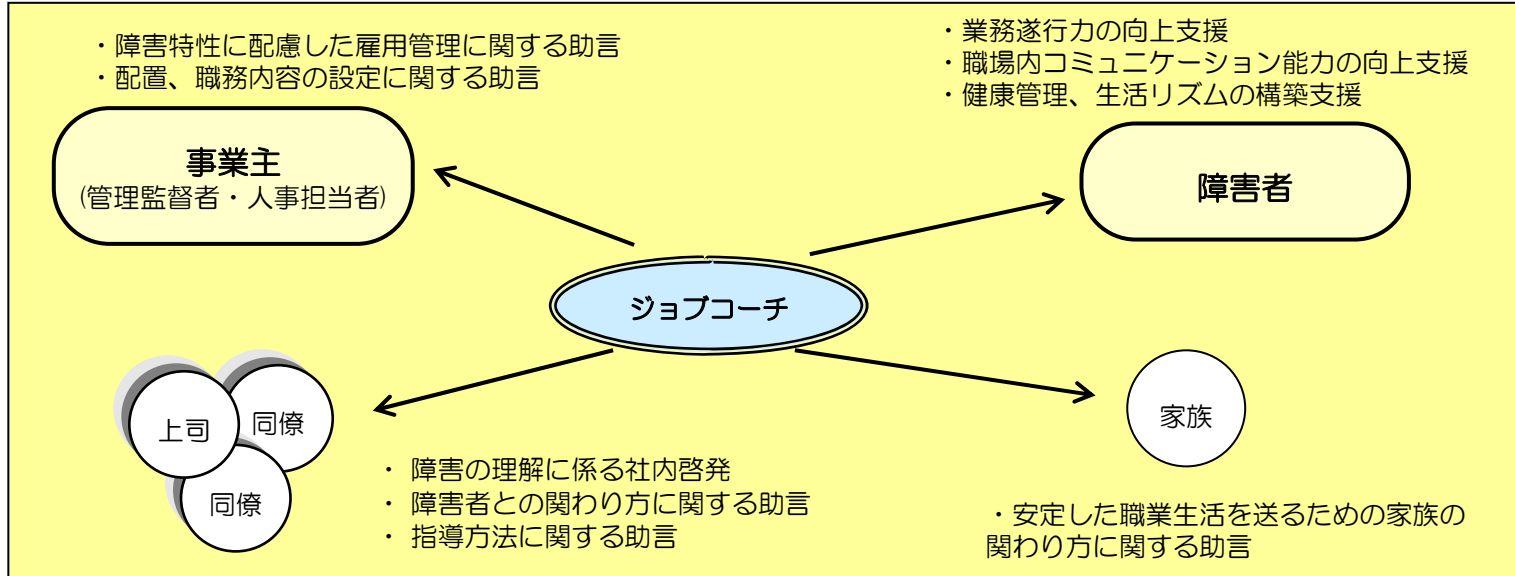 ・障害特性に配慮した雇用管理に関する助言
・配置、職務内容の設定に関する助言
事業主
(管理監督者・人事担当者)
・業務遂行力の向上支援
・職場内コミュニケーション能力の向上支援
・健康管理、生活リズムの構築支援
障害者
ジョブコーチ
上司
同僚
同僚
・ 障害の理解に係る社内啓発
・ 障害者との関わり方に関する助言
・ 指導方法に関する助言
家族
・安定した職業生活を送るための家族の
関わり方に関する助言